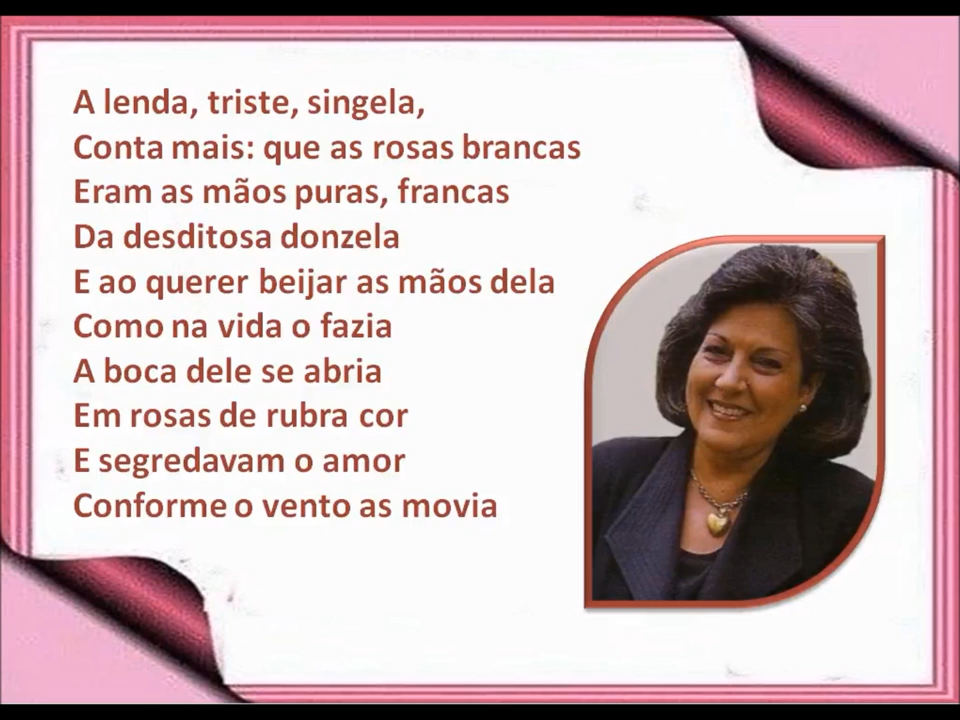 A lenda, triste, singela,
Conta mais: que as rosas brancas
Eram as mãos puras, francas
Da desditosa donzela
E ao querer beijar as mãos dela
Como na vida o fazia
A boca dele se abria
Em rosas de rubra cor
E segredavam o amor
Conforme o vento as movia